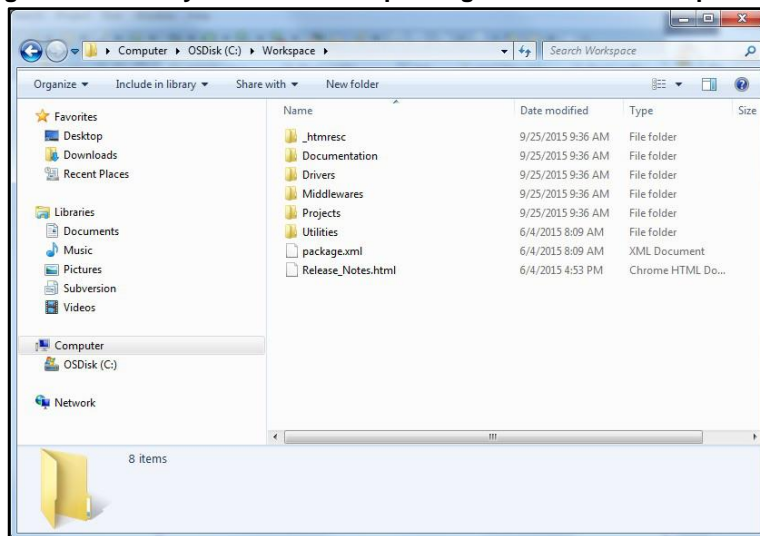 Computer ▸ OSDisk (C:) ▸ Workspace ▸
Search Workspace
Organize Include in library Share with New folder
Name Date modified Type Size
Favorites
Desktop
Downloads
Recent Places
Libraries
Documents
Music
Pictures
Subversion
Videos
Computer
OSDisk (C:)
Network
_htmresc 9/25/2015 9:36 AM File folder
Documentation 9/25/2015 9:36 AM File folder
Drivers 9/25/2015 9:36 AM File folder
Middlewares 9/25/2015 9:36 AM File folder
Projects 9/25/2015 9:36 AM File folder
Utilities 6/4/2015 8:09 AM File folder
package.xml 6/4/2015 8:09 AM XML Document
Release_Notes.html 6/4/2015 4:53 PM Chrome HTML Do...
8 items